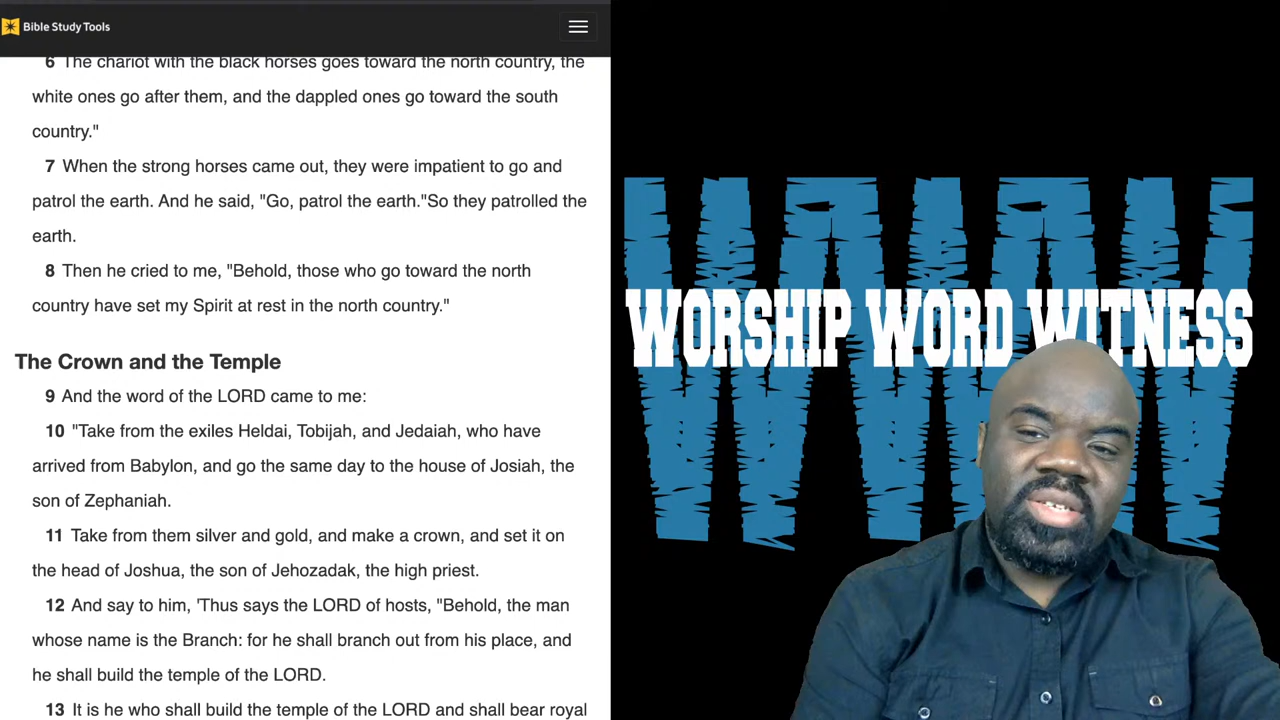 Bible Study Tools
6 The chariot with the black horses goes toward the north country, the
white ones go after them, and the dappled ones go toward the south
country."
7 When the strong horses came out, they were impatient to go and
patrol the earth. And he said, "Go, patrol the earth."So they patrolled the
earth.
8 Then he cried to me, "Behold, those who go toward the north
country have set my Spirit at rest in the north country."
The Crown and the Temple
9 And the word of the LORD came to me:
10 "Take from the exiles Heldai, Tobijah, and Jedaiah, who have
arrived from Babylon, and go the same day to the house of Josiah, the
son of Zephaniah.
11 Take from them silver and gold, and make a crown, and set it on
the head of Joshua, the son of Jehozadak, the high priest.
12 And say to him, 'Thus says the LORD of hosts, "Behold, the man
whose name is the Branch: for he shall branch out from his place, and
he shall build the temple of the LORD.
13 It is he who shall build the temple of the LORD and shall bear royal
WWW
WORSHIP WORD WITNESS